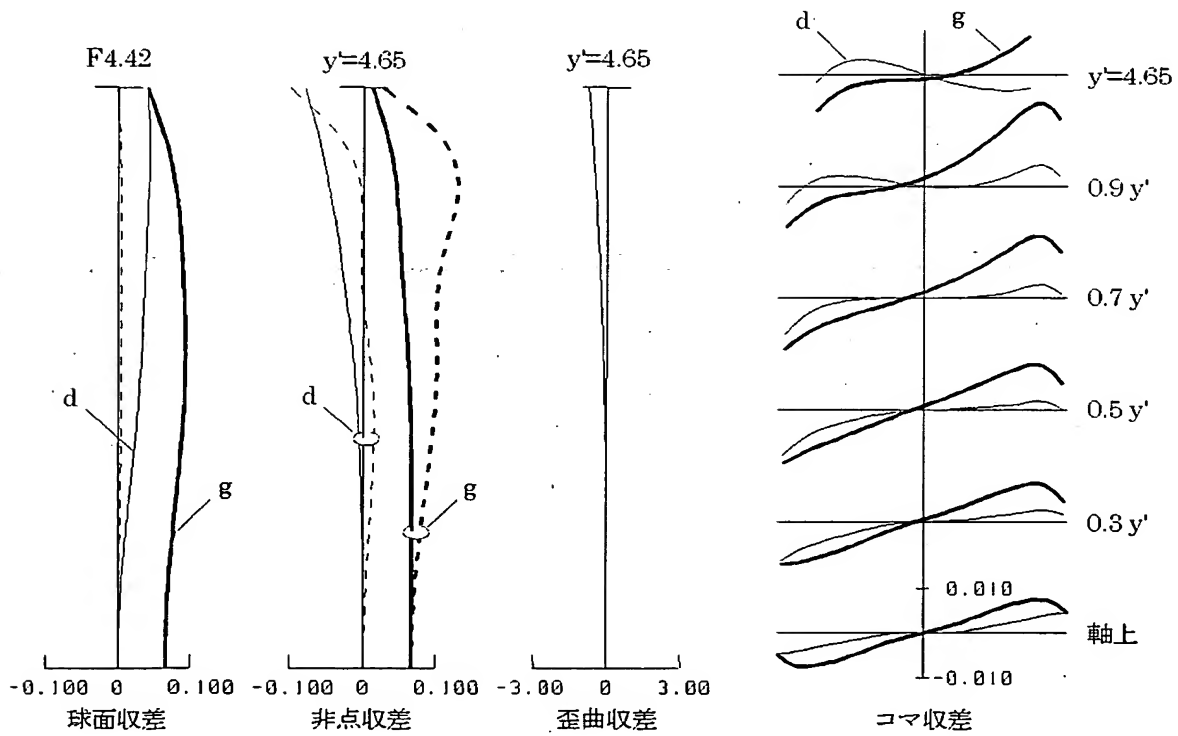 F4.42
d
g
-0.100 0 0.100
球面収差
y'=4.65
d
g
-0.100 0 0.100
非点収差
y'=4.65
-3.00 0 3.00
歪曲収差
d
g
y'=4.65
0.9 y'
0.7 y'
0.5 y'
0.3 y'
0.010
軸上
-0.010
コマ収差